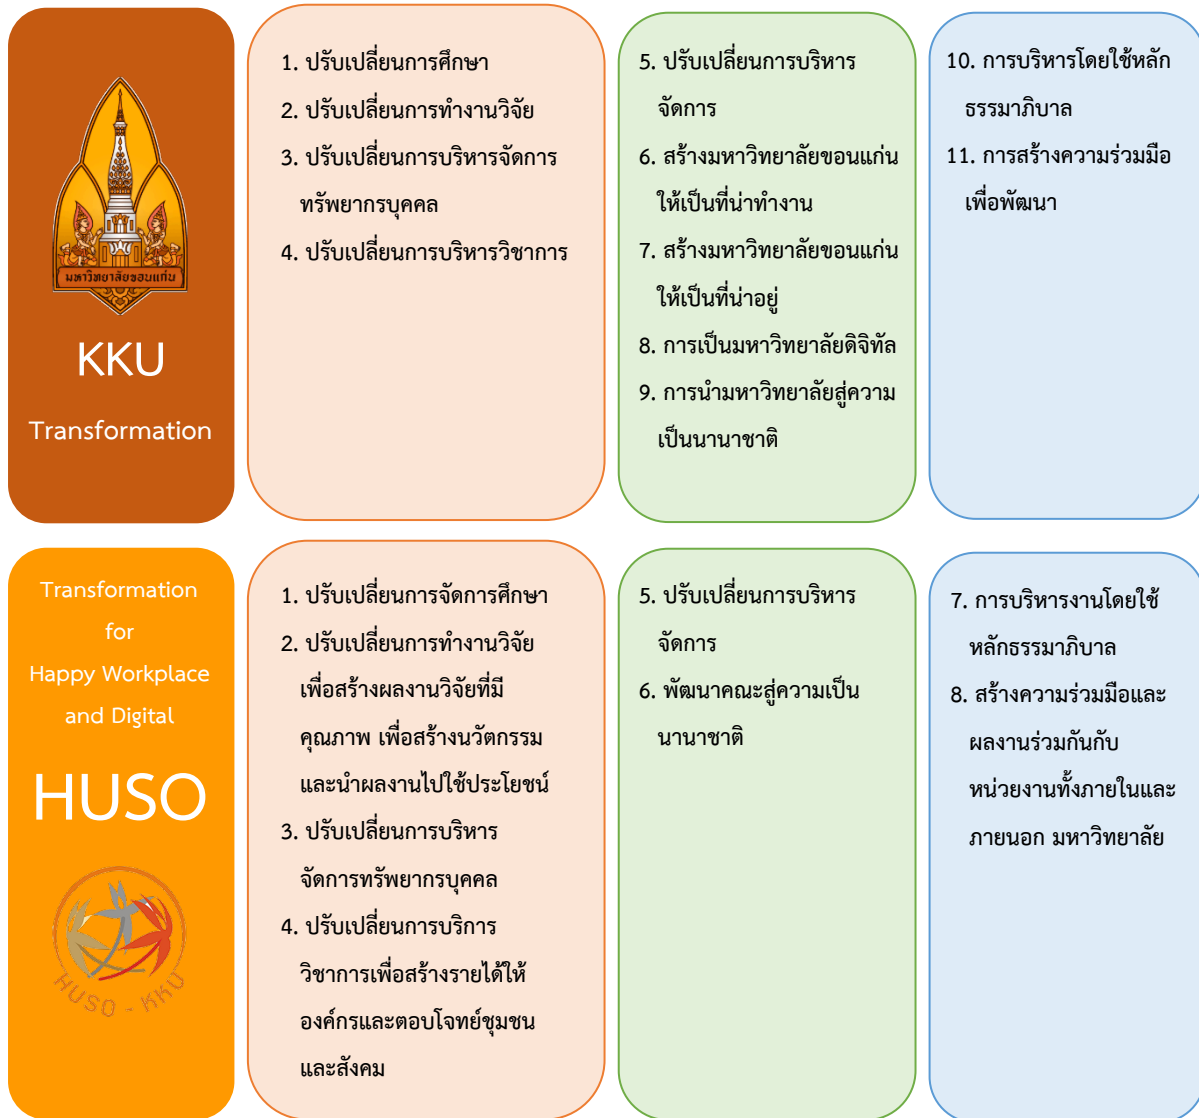 มหาวิทยาลัยขอนแก่น
KKU
Transformation
1. ปรับเปลี่ยนการศึกษา
2. ปรับเปลี่ยนการทำงานวิจัย
3. ปรับเปลี่ยนการบริหารจัดการ
ทรัพยากรบุคคล
4. ปรับเปลี่ยนการบริหารวิชาการ
5. ปรับเปลี่ยนการบริหาร
จัดการ
6. สร้างมหาวิทยาลัยขอนแก่น
ให้เป็นที่น่าทำงาน
7. สร้างมหาวิทยาลัยขอนแก่น
ให้เป็นที่น่าอยู่
8. การเป็นมหาวิทยาลัยดิจิทัล
9. การนำมหาวิทยาลัยสู่ความ
เป็นนานาชาติ
10. การบริหารโดยใช้หลัก
ธรรมาภิบาล
11. การสร้างความร่วมมือ
เพื่อพัฒนา
Transformation
for
Happy Workplace
and Digital
HUSO
HUSO - KKU
1. ปรับเปลี่ยนการจัดการศึกษา
2. ปรับเปลี่ยนการทำงานวิจัย
เพื่อสร้างผลงานวิจัยที่มี
คุณภาพ เพื่อสร้างนวัตกรรม
และนำผลงานไปใช้ประโยชน์
3. ปรับเปลี่ยนการบริหาร
จัดการทรัพยากรบุคคล
4. ปรับเปลี่ยนการบริการ
วิชาการเพื่อสร้างรายได้ให้
องค์กรและตอบโจทย์ชุมชน
และสังคม
5. ปรับเปลี่ยนการบริหาร
จัดการ
6. พัฒนาคณะสู่ความเป็น
นานาชาติ
7. การบริหารงานโดยใช้
หลักธรรมาภิบาล
8. สร้างความร่วมมือและ
ผลงานร่วมกันกับ
หน่วยงานทั้งภายในและ
ภายนอก มหาวิทยาลัย